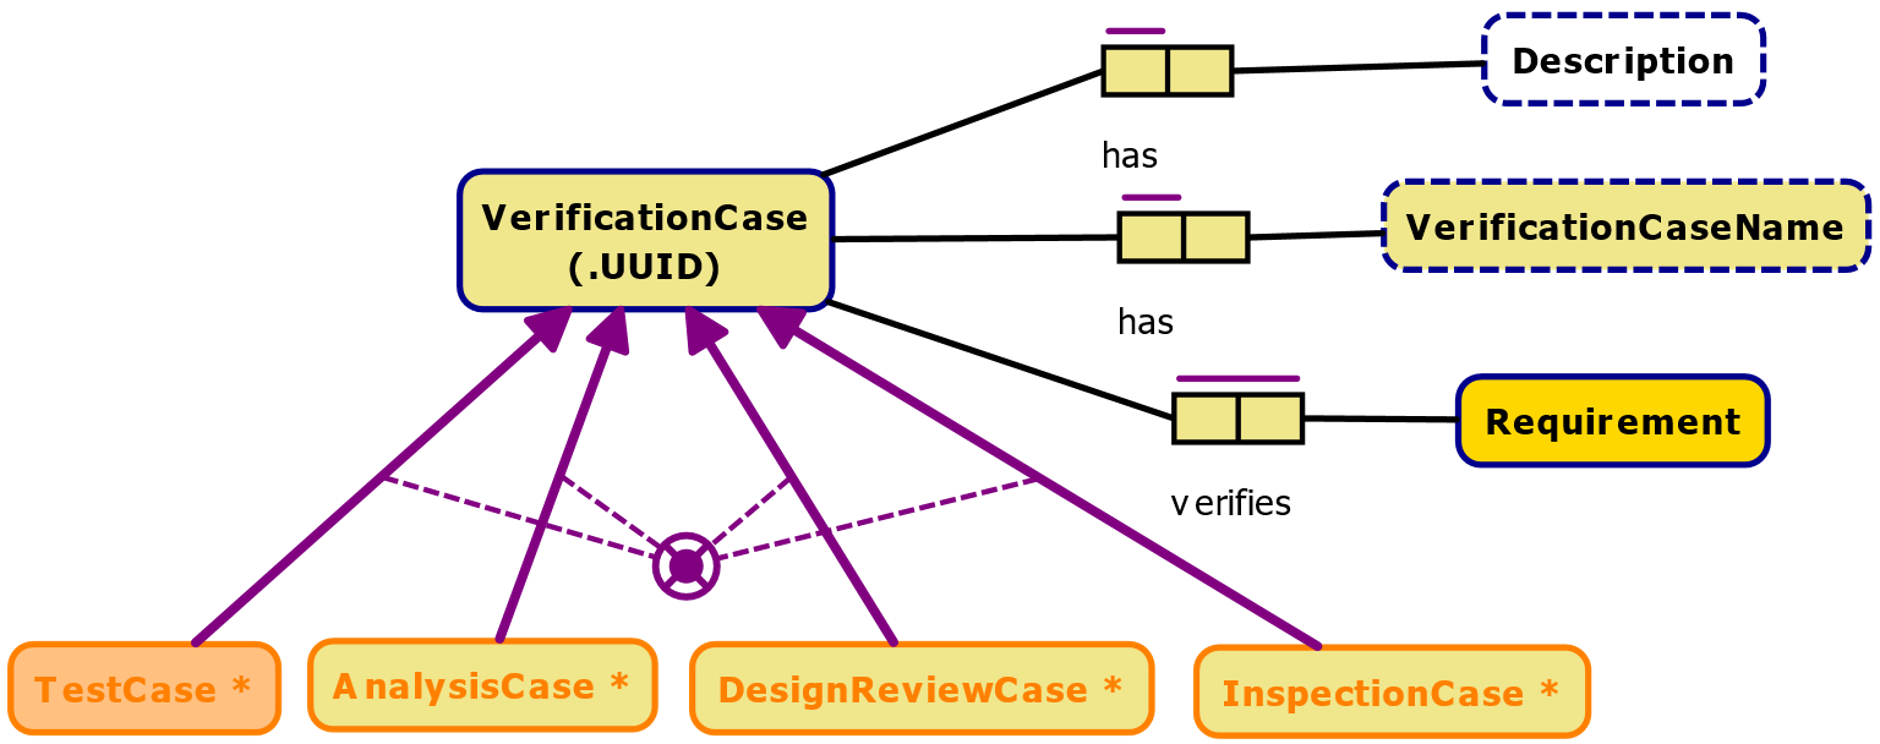 Description
has
VerificationCase
(.UUID)
VerificationCaseName
has
Requirement
verifies
TestCase *
AnalysisCase *
DesignReviewCase *
InspectionCase *